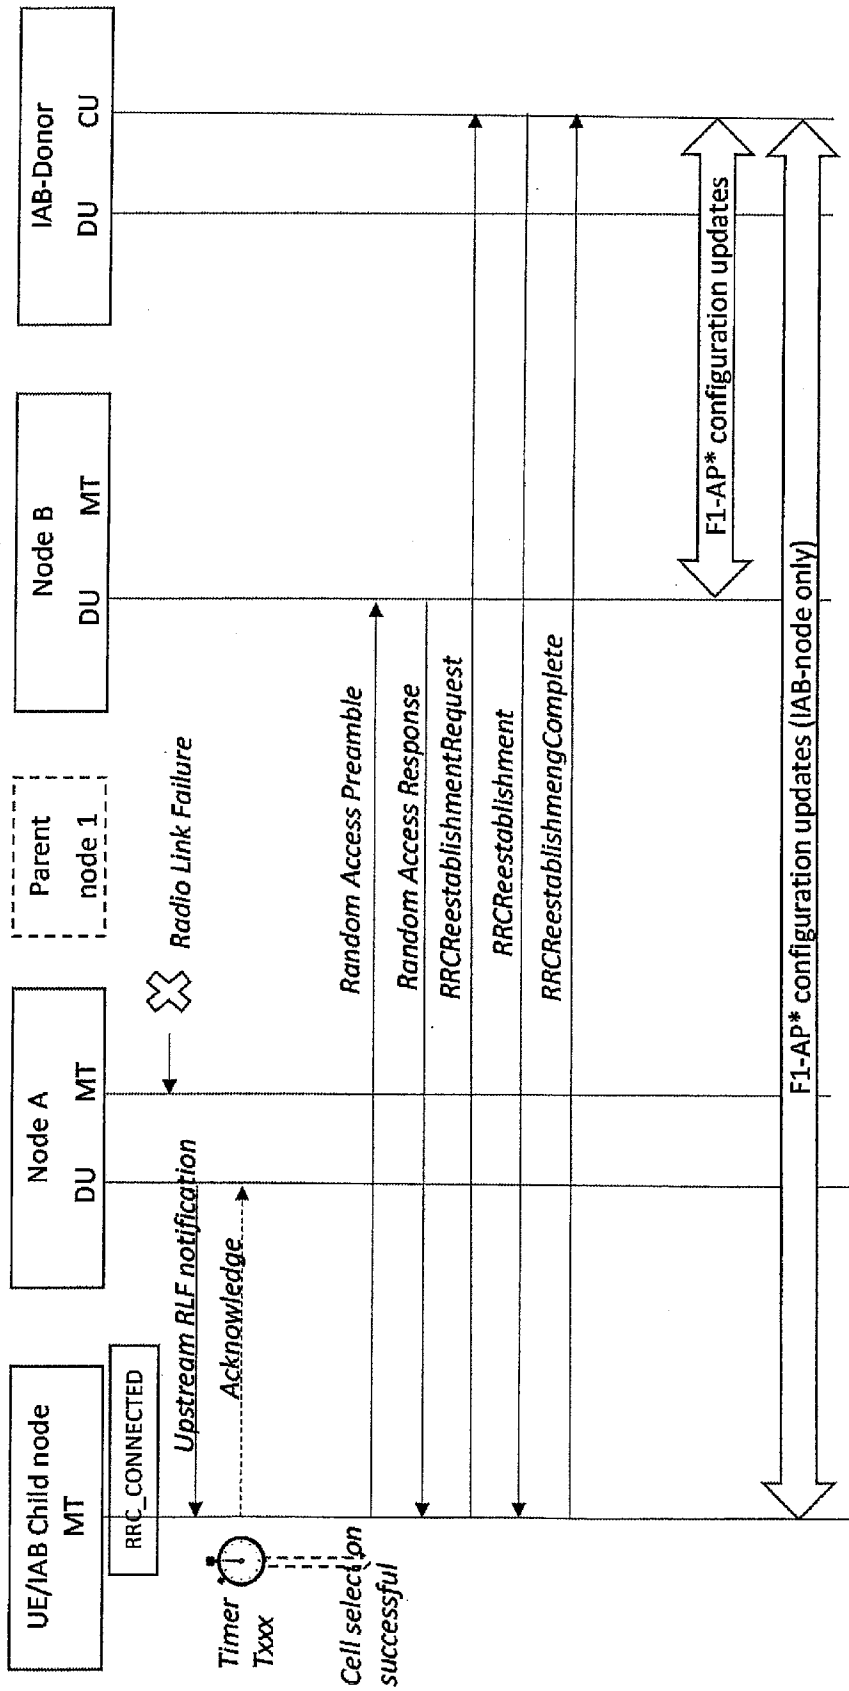 UE/IAB Child node
MT
Node A
DU MT
Parent
node 1
Node B
DU MT
IAB-Donor
DU CU
RRC_CONNECTED
Radio Link Failure
Upstream RLF notification
Timer
Txxx
Acknowledge
Cell selection
successful
Random Access Preamble
Random Access Response
RRCReestablishmentRequest
RRCReestablishment
RRCReestablishmengComplete
F1-AP* configuration updates
F1-AP* configuration updates (IAB-node only)